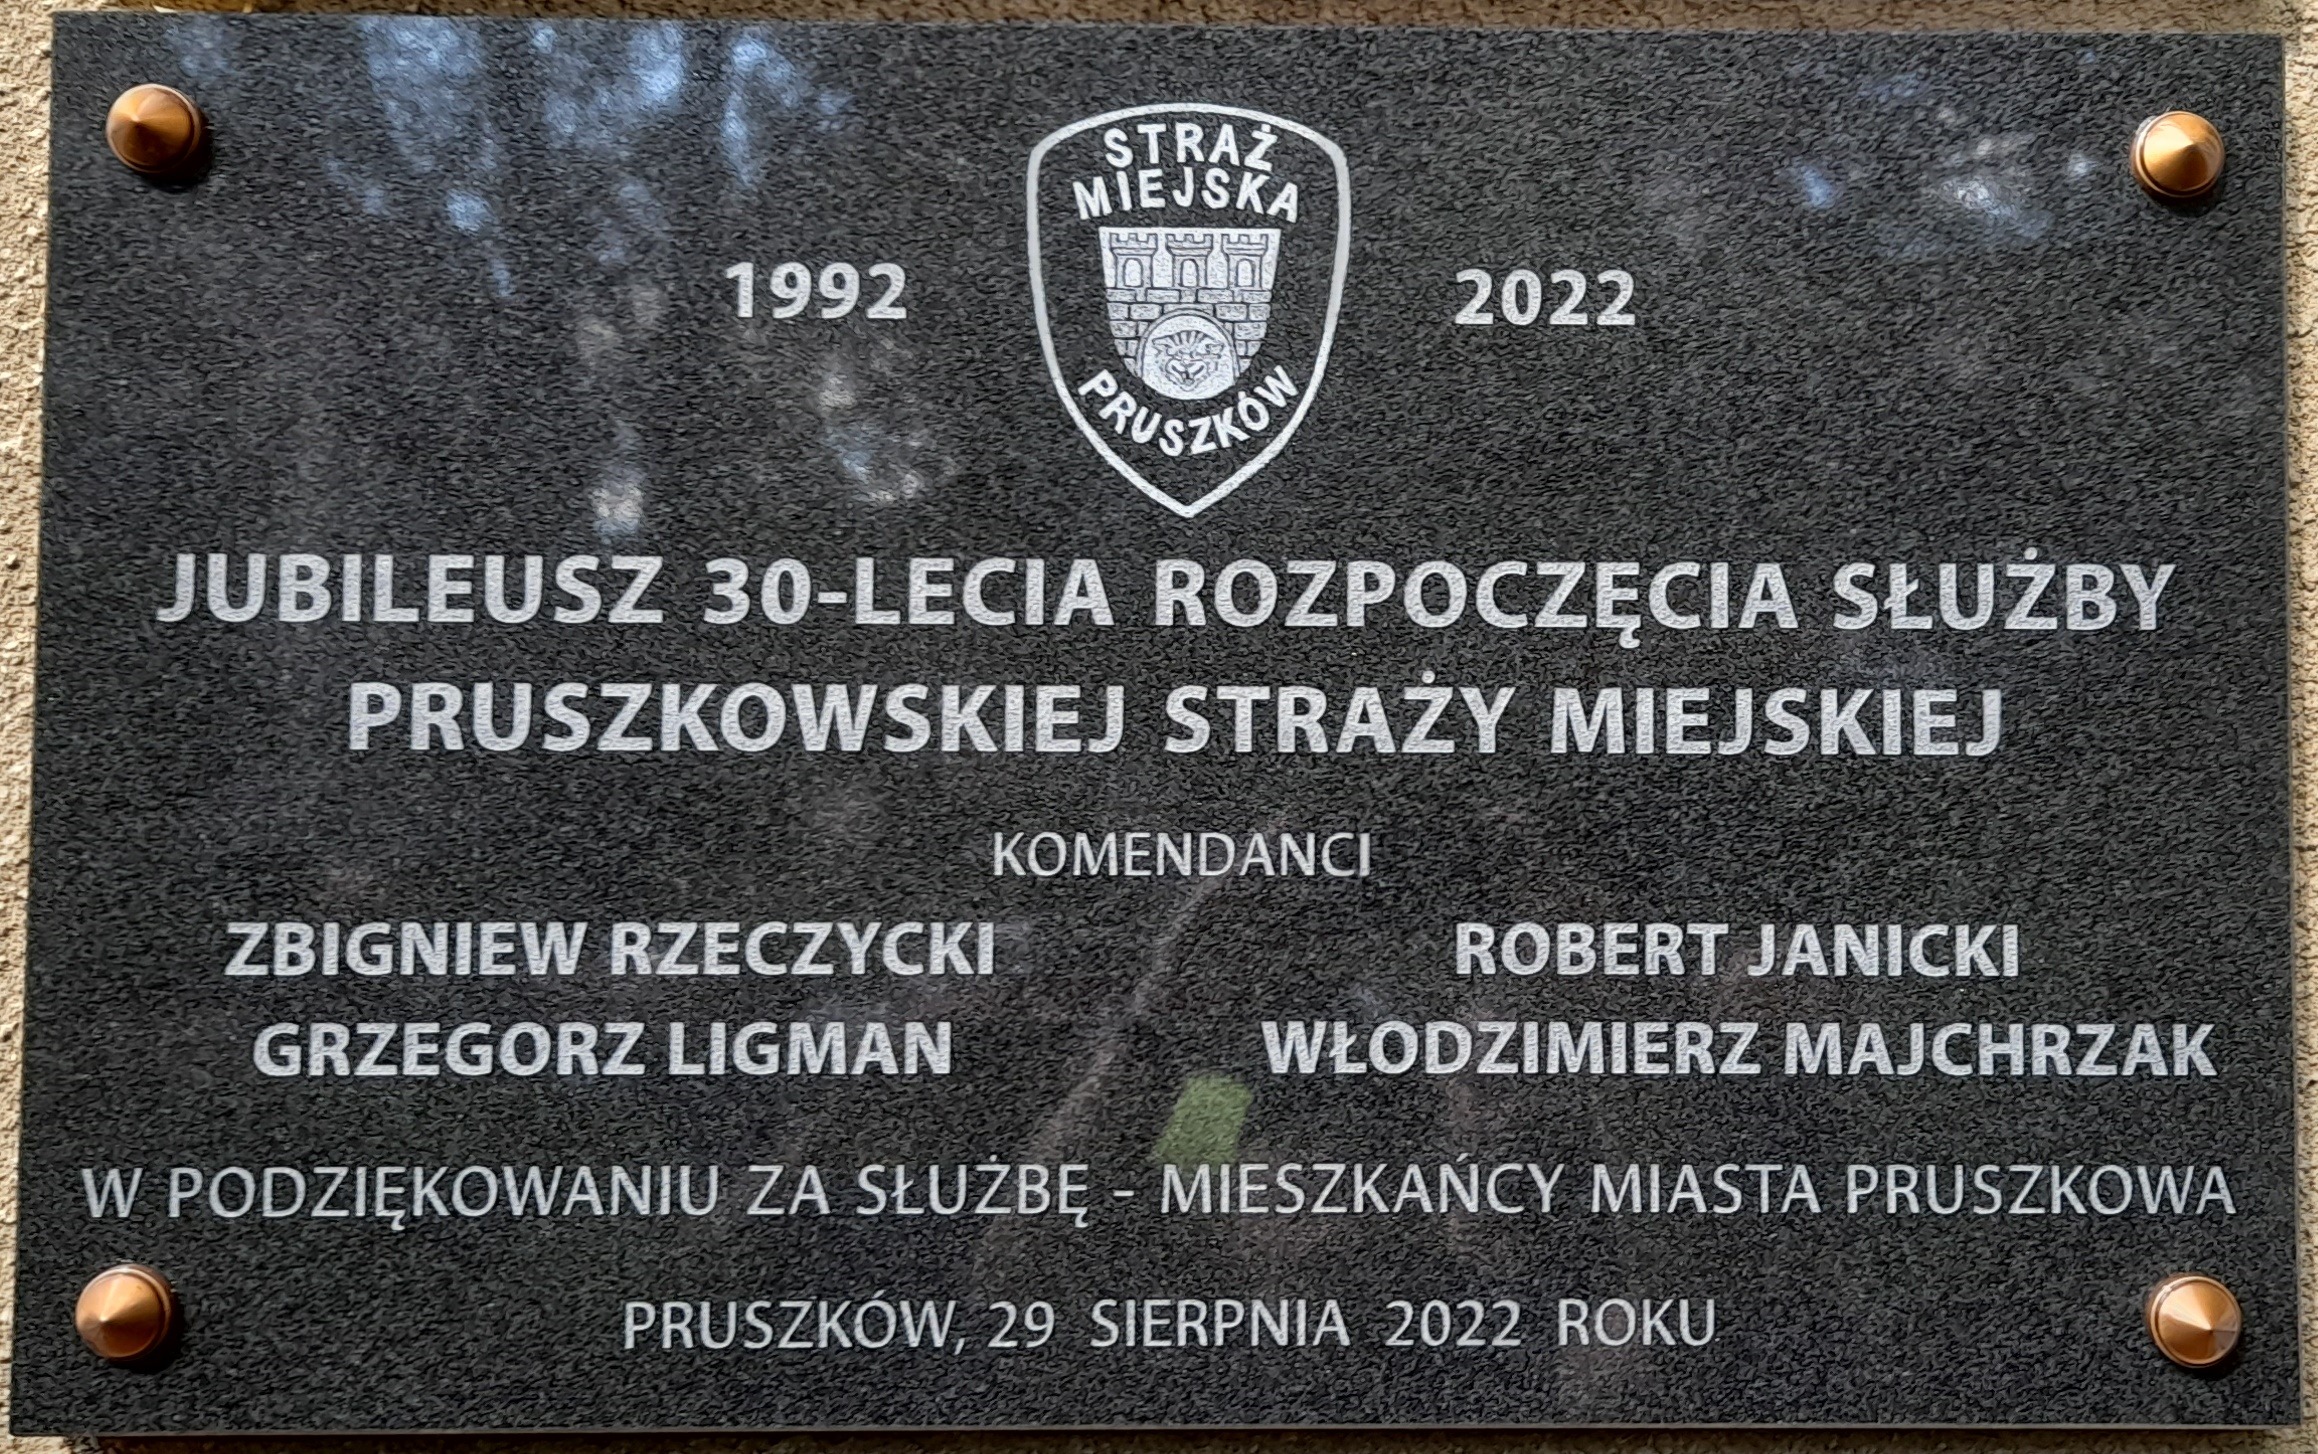 STRAŻ
MIEJSKA
1992
2022
PRUSZKÓW
JUBILEUSZ 30-LECIA ROZPOCZĘCIA SŁUŻBY
PRUSZKOWSKIEJ STRAŻY MIEJSKIEJ
KOMENDANCI
ZBIGNIEW RZECZYCKI
ROBERT JANICKI
GRZEGORZ LIGMAN
WŁODZIMIERZ MAJCHRZAK
W PODZIĘKOWANIU ZA SŁUŻBĘ - MIESZKAŃCY MIASTA PRUSZKOWA
PRUSZKÓW, 29 SIERPNIA 2022 ROKU